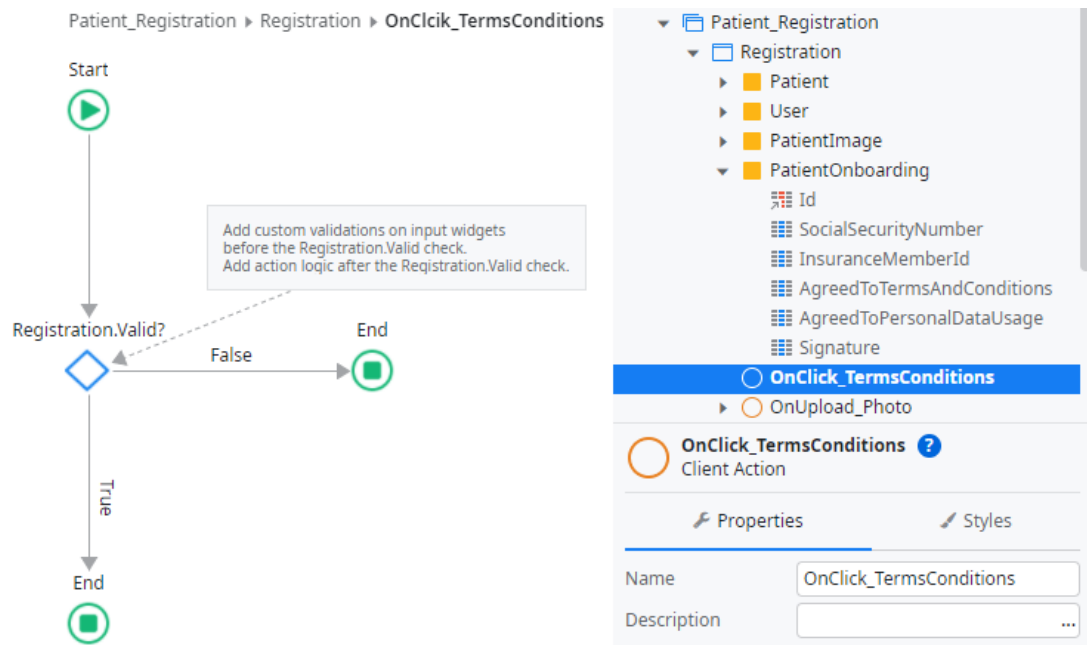 Patient_Registration ▸ Registration ▸ OnClcik_TermsConditions
Start
Add custom validations on input widgets
before the Registration.Valid check.
Add action logic after the Registration.Valid check.
Registration.Valid?
False
End
True
End
Patient_Registration
Registration
Patient
User
PatientImage
PatientOnboarding
Id
SocialSecurityNumber
InsuranceMemberId
AgreedToTermsAndConditions
AgreedToPersonalDataUsage
Signature
OnClick_TermsConditions
OnUpload_Photo
OnClick_TermsConditions ?
Client Action
Properties
Styles
Name
OnClick_TermsConditions
Description
...